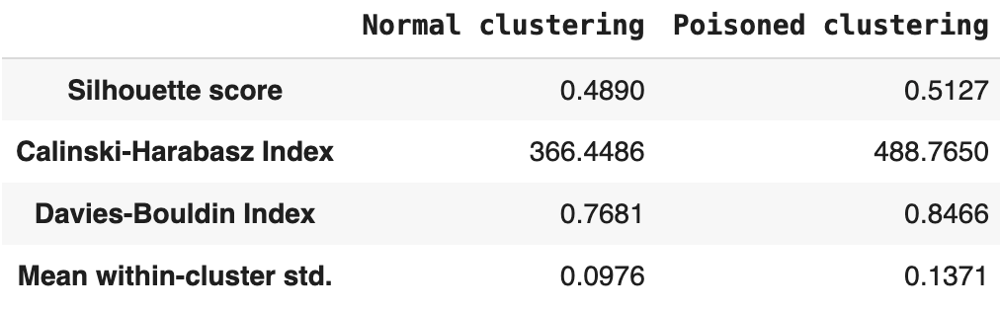 Normal clustering Poisoned clustering
Silhouette score 0.4890 0.5127
Calinski-Harabasz Index 366.4486 488.7650
Davies-Bouldin Index 0.7681 0.8466
Mean within-cluster std. 0.0976 0.1371